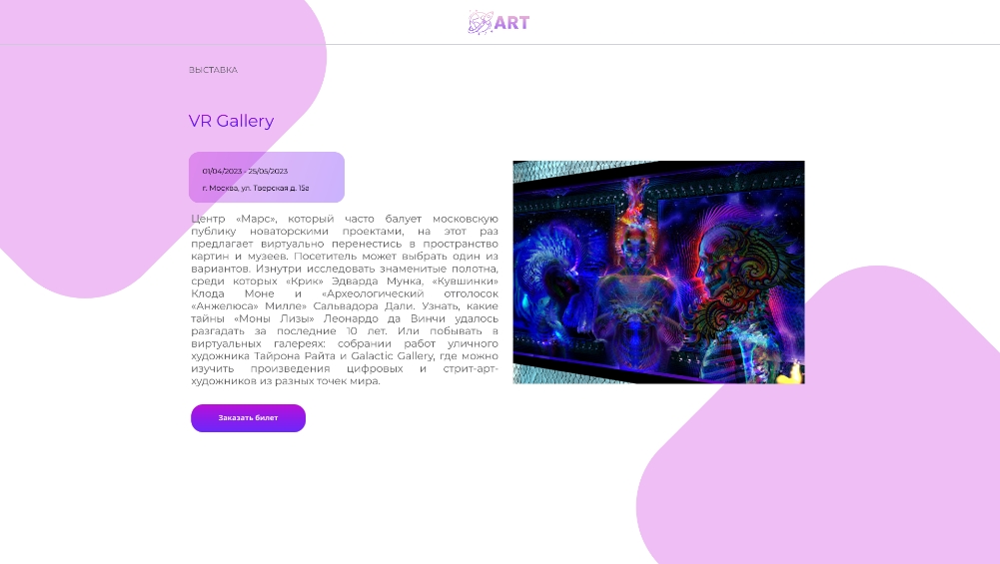 ART
ВЫСТАВКА
VR Gallery
01/04/2023 - 25/05/2023
г. Москва, ул. Тверская д. 15а
Центр «Марс», который часто балует московскую
публику новаторскими проектами, на этот раз
предлагает виртуально перенестись в пространство
картин и музеев. Посетитель может выбрать один из
вариантов. Изнутри исследовать знаменитые полотна,
среди которых «Крик» Эдварда Мунка, «Кувшинки»
Клода Моне и «Археологический отголосок
«Анжелюса» Милле» Сальвадора Дали. Узнать, какие
тайны «Моны Лизы» Леонардо да Винчи удалось
разгадать за последние 10 лет. Или побывать в
виртуальных галереях: собрании работ уличного
художника Тайрона Райта и Galactic Gallery, где можно
изучить произведения цифровых и стрит-арт-
художников из разных точек мира.
Заказать билет